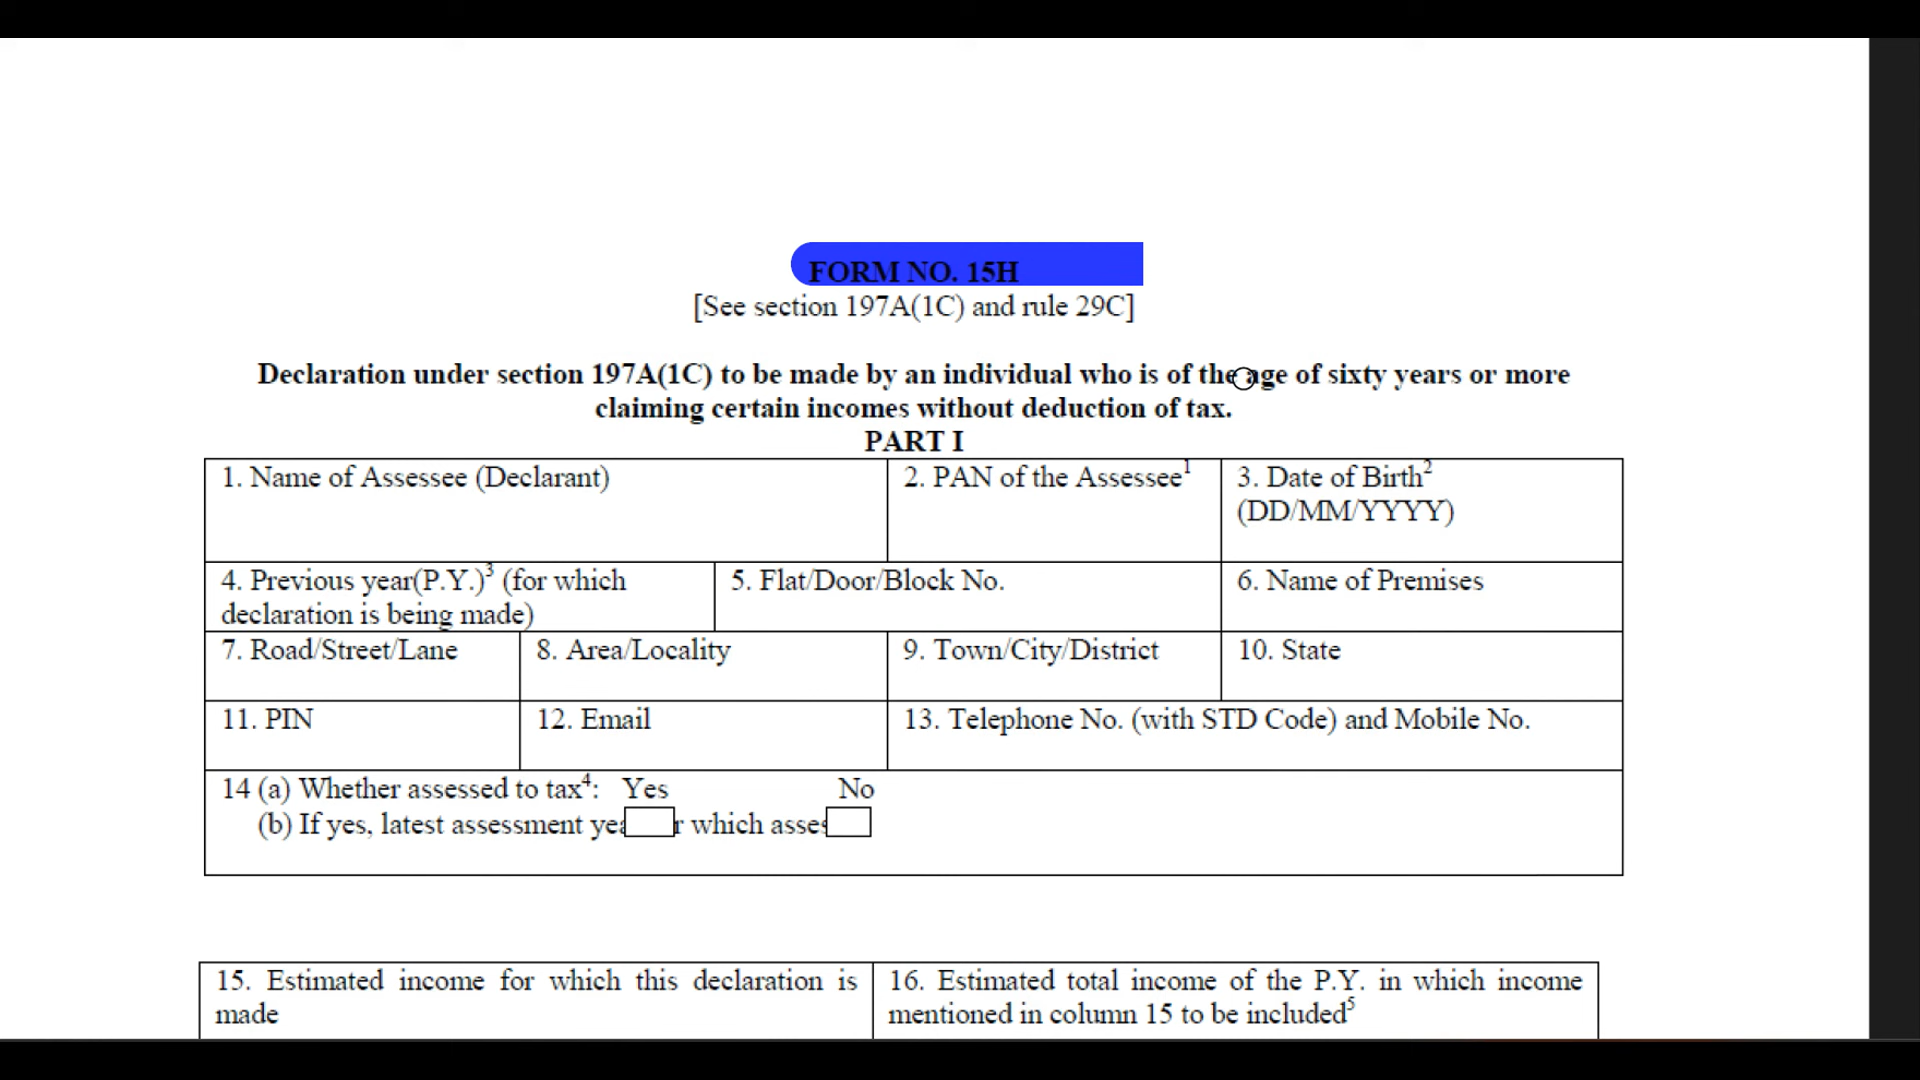 FORM NO. 15H
[See section 197A(1C) and rule 29C]
Declaration under section 197A(1C) to be made by an individual who is of the age of sixty years or more
claiming certain incomes without deduction of tax.
PART I
1. Name of Assessee (Declarant)
2. PAN of the Assessee1
3. Date of Birth2
(DD/MM/YYYY)
4. Previous year(P.Y.)3 (for which
declaration is being made)
5. Flat/Door/Block No.
6. Name of Premises
7. Road/Street/Lane
8. Area/Locality
9. Town/City/District
10. State
11. PIN
12. Email
13. Telephone No. (with STD Code) and Mobile No.
14 (a) Whether assessed to tax4: Yes No
(b) If yes, latest assessment which
15. Estimated income for which this declaration is
made
16. Estimated total income of the P.Y. in which income
mentioned in column 15 to be included5